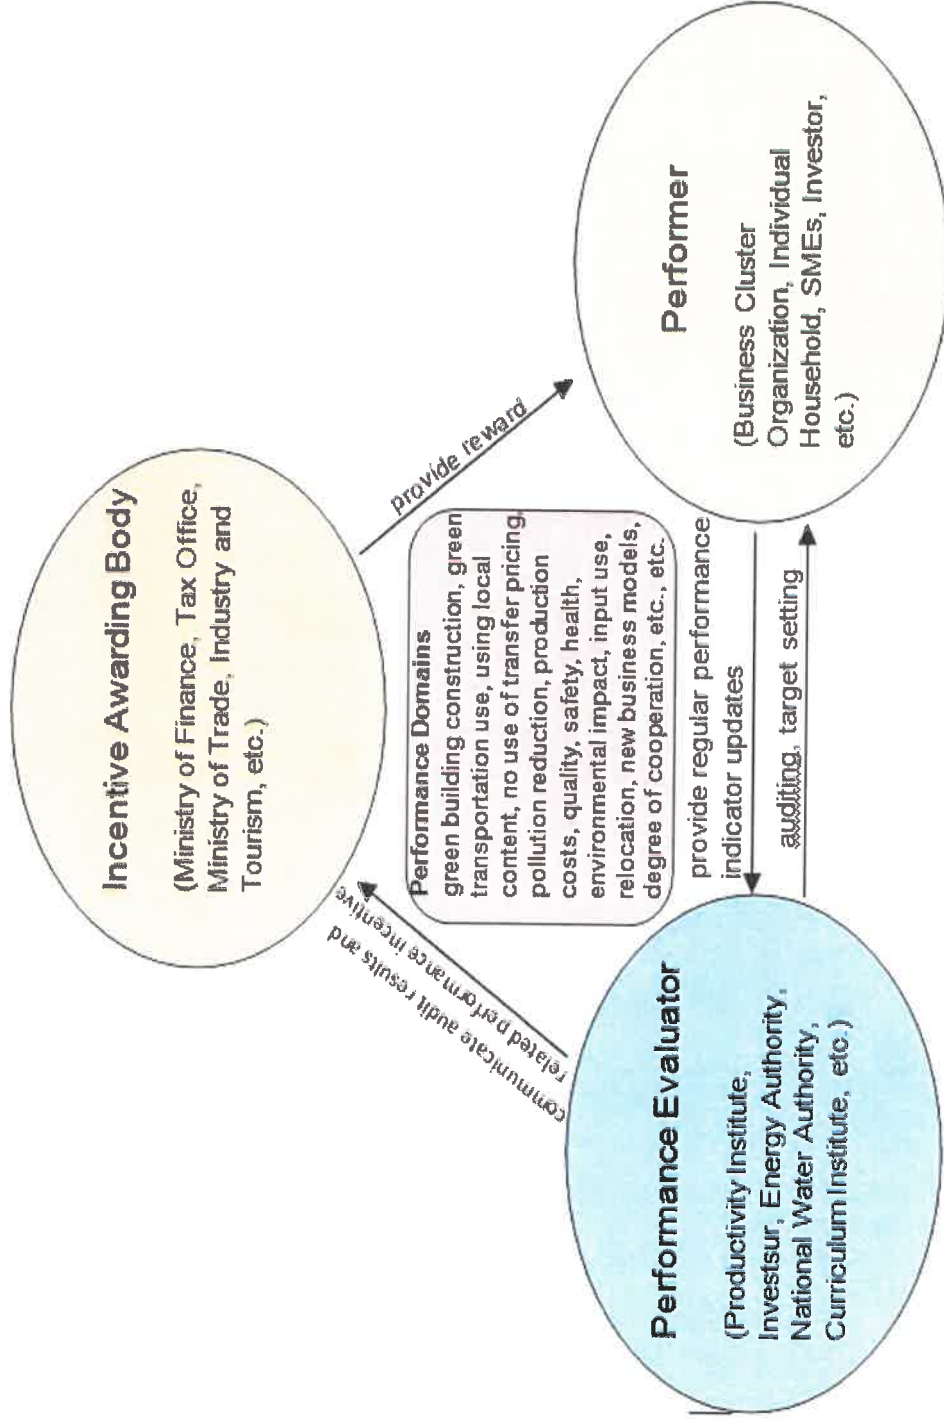 Incentive Awarding Body
(Ministry of Finance, Tax Office,
Ministry of Trade, Industry and
Tourism, etc.)
provide reward
communicate audit results and
related performance incentive
Performance Domains
green building construction, green
transportation use, using local
content, no use of transfer pricing,
pollution reduction, production
costs, quality, safety, health,
environmental impact, input use,
relocation, new business models,
degree of cooperation, etc., etc.
Performance Evaluator
(Productivity Institute,
Investsur, Energy Authority,
National Water Authority,
Curriculum Institute, etc.)
provide regular performance
indicator updates
auditing, target setting
Performer
(Business Cluster
Organization, Individual
Household, SMEs, Investor,
etc.)